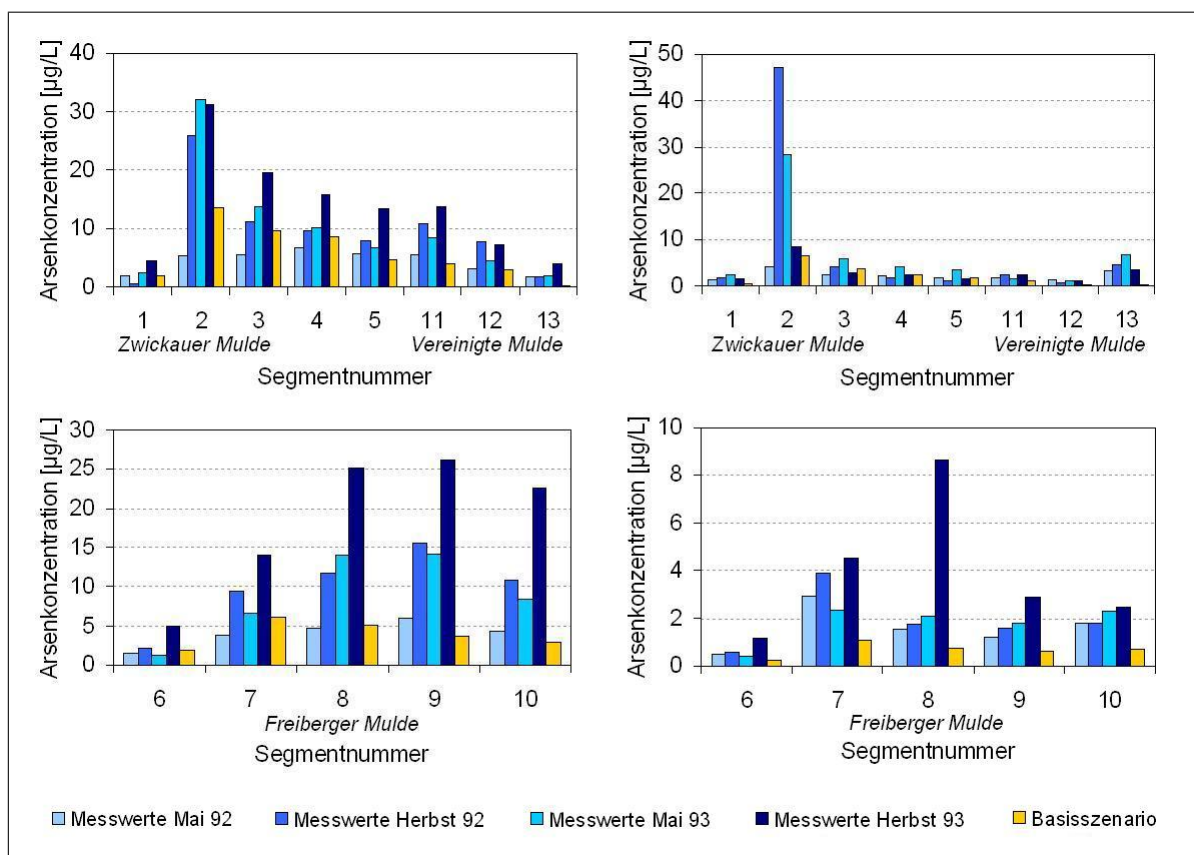 Arsenkonzentration [µg/L]
40
30
20
10
0
1 2 3 4 5 11 12 13
Zwickauer Mulde Vereinigte Mulde
Segmentnummer
Arsenkonzentration [µg/L]
50
40
30
20
10
0
1 2 3 4 5 11 12 13
Zwickauer Mulde Vereinigte Mulde
Segmentnummer
Arsenkonzentration [µg/L]
30
25
20
15
10
5
0
6 7 8 9 10
Freiberger Mulde
Segmentnummer
Arsenkonzentration [µg/L]
10
8
6
4
2
0
6 7 8 9 10
Freiberger Mulde
Segmentnummer
Messwerte Mai 92 Messwerte Herbst 92 Messwerte Mai 93 Messwerte Herbst 93 Basisszenario